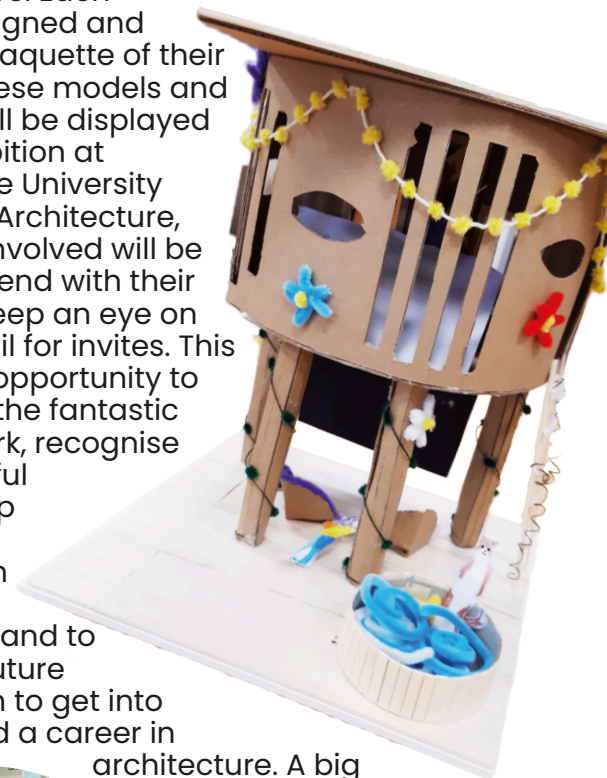 igned and
aquette of their
ese models and
ll be displayed
ition at
e University
Architecture,
nvolved will be
end with their
eep an eye on
il for invites. This
opportunity to
the fantastic
rk, recognise
ful
p
n
and to
uture
n to get into
d a career in
architecture. A big